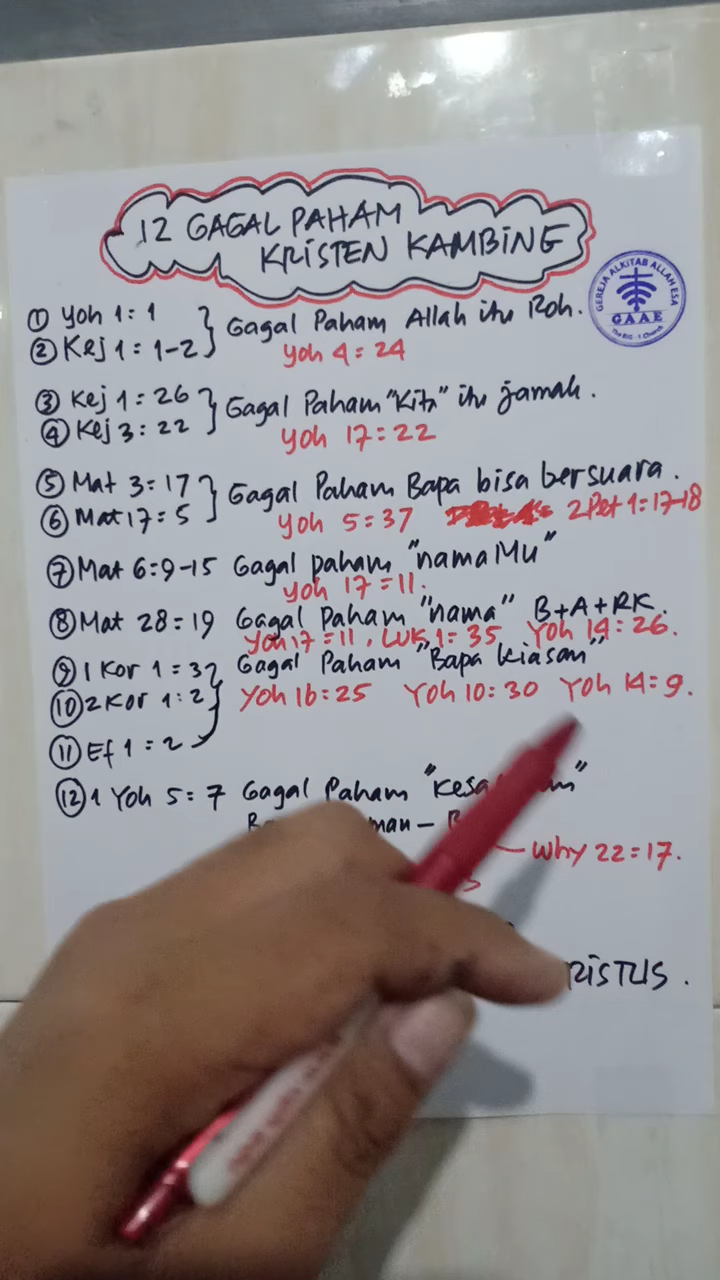 12 GAGAL PAHAM
KRISTEN KAMBING
GEREJA ALKITAB ALLAH ESA
GAAE
① Yoh 1:1
② Kej 1:1-2
Gagal Paham Allah itu Roh.
Yoh 4:24
③ Kej 1:26
④ Kej 3:22
Gagal Paham "Kita" itu jamak.
Yoh 17:22
⑤ Mat 3:17
⑥ Mat 17:5
Gagal Paham Bapa bisa bersuara.
Yoh 5:37 2Pet 1:17-18
⑦ Mat 6:9-15 Gagal paham "namaMu"
Yoh 17=11.
⑧ Mat 28:19 Gagal Paham "nama" B+A+RK.
Yoh 17=11, LUK 1:35 Yoh 14:26.
⑨ 1 Kor 1:3
⑩ 2 Kor 1:2
⑪ Ef 1:2
Gagal Paham "Bapa kiasan"
Yoh 16:25 Yoh 10:30 Yoh 14:9.
⑫ 1 Yoh 5:7 Gagal Paham
Why 22:17.